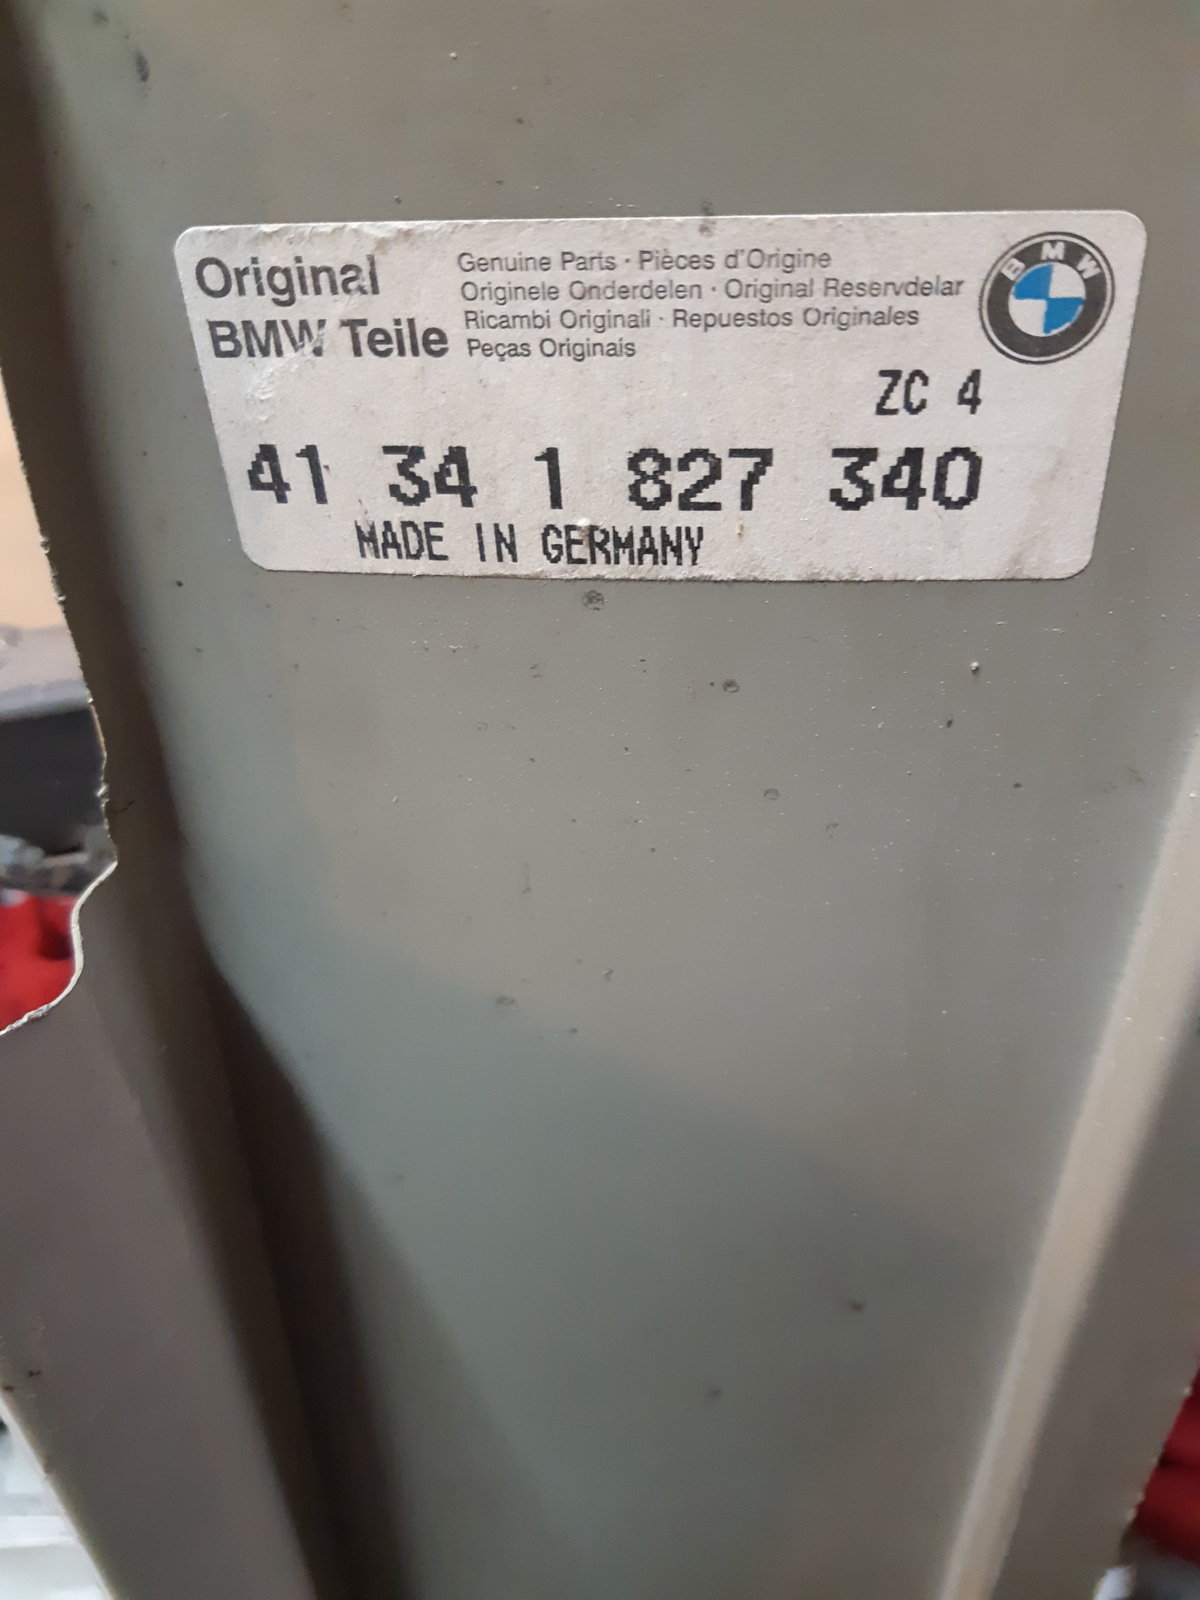 Original
BMW Teile
Genuine Parts · Pièces d'Origine
Originele Onderdelen · Original Reservdelar
Ricambi Originali · Repuestos Originales
Peças Originais
BMW
ZC 4
41 34 1 827 340
MADE IN GERMANY